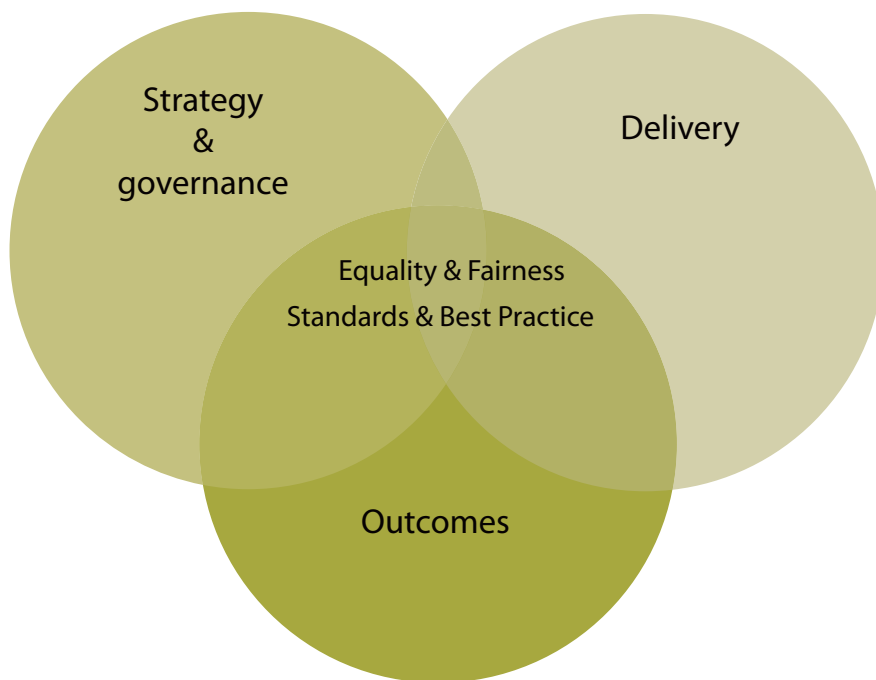 Strategy
&
governance
Delivery
Equality & Fairness
Standards & Best Practice
Outcomes